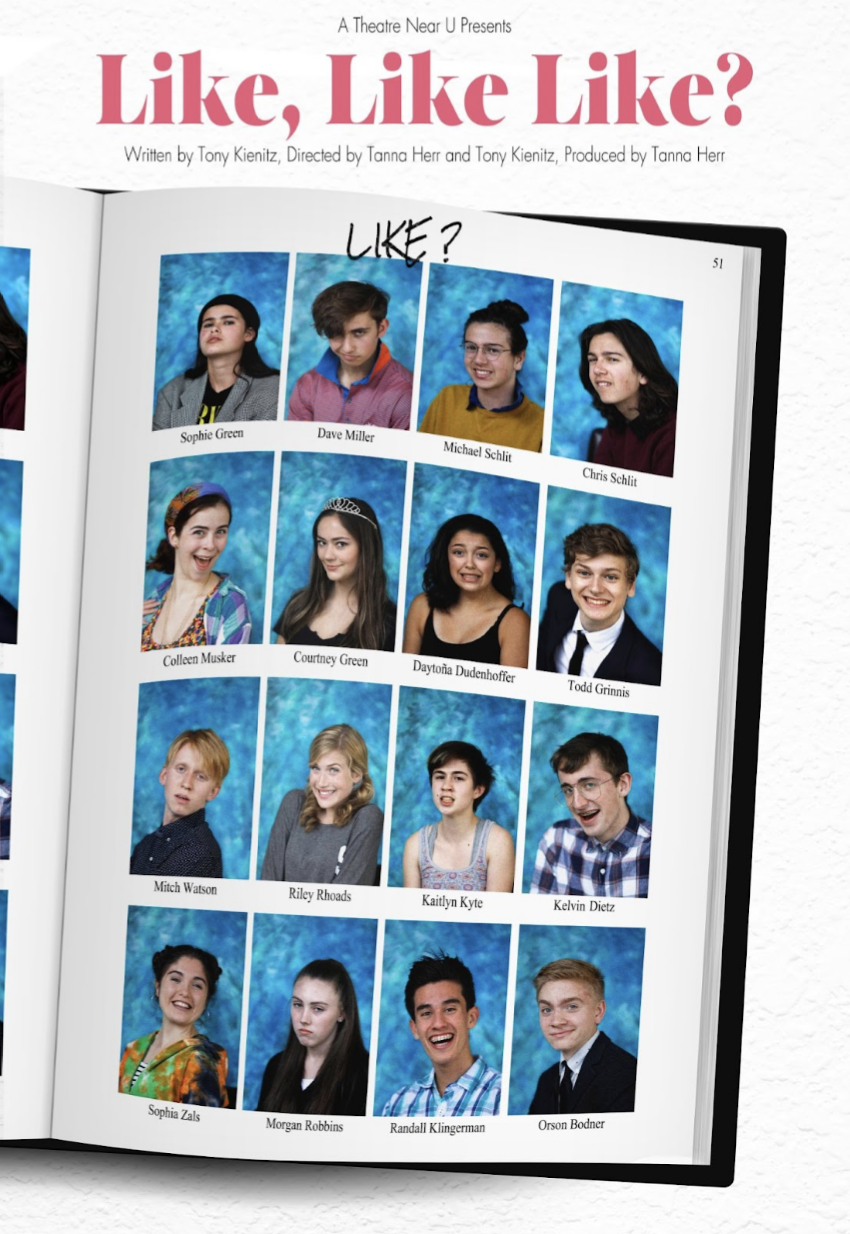 A Theatre Near U Presents
Like, Like Like?
Written by Tony Kienitz, Directed by Tanna Herr and Tony Kienitz, Produced by Tanna Herr
LIKE?
51
Sophie Green
Dave Miller
Michael Schlit
Chris Schlit
Colleen Musker
Courtney Green
Daytoña Dudenhoffer
Todd Grinnis
Mitch Watson
Riley Rhoads
Kaitlyn Kyte
Kelvin Dietz
Sophia Zals
Morgan Robbins
Randall Klingerman
Orson Bodner